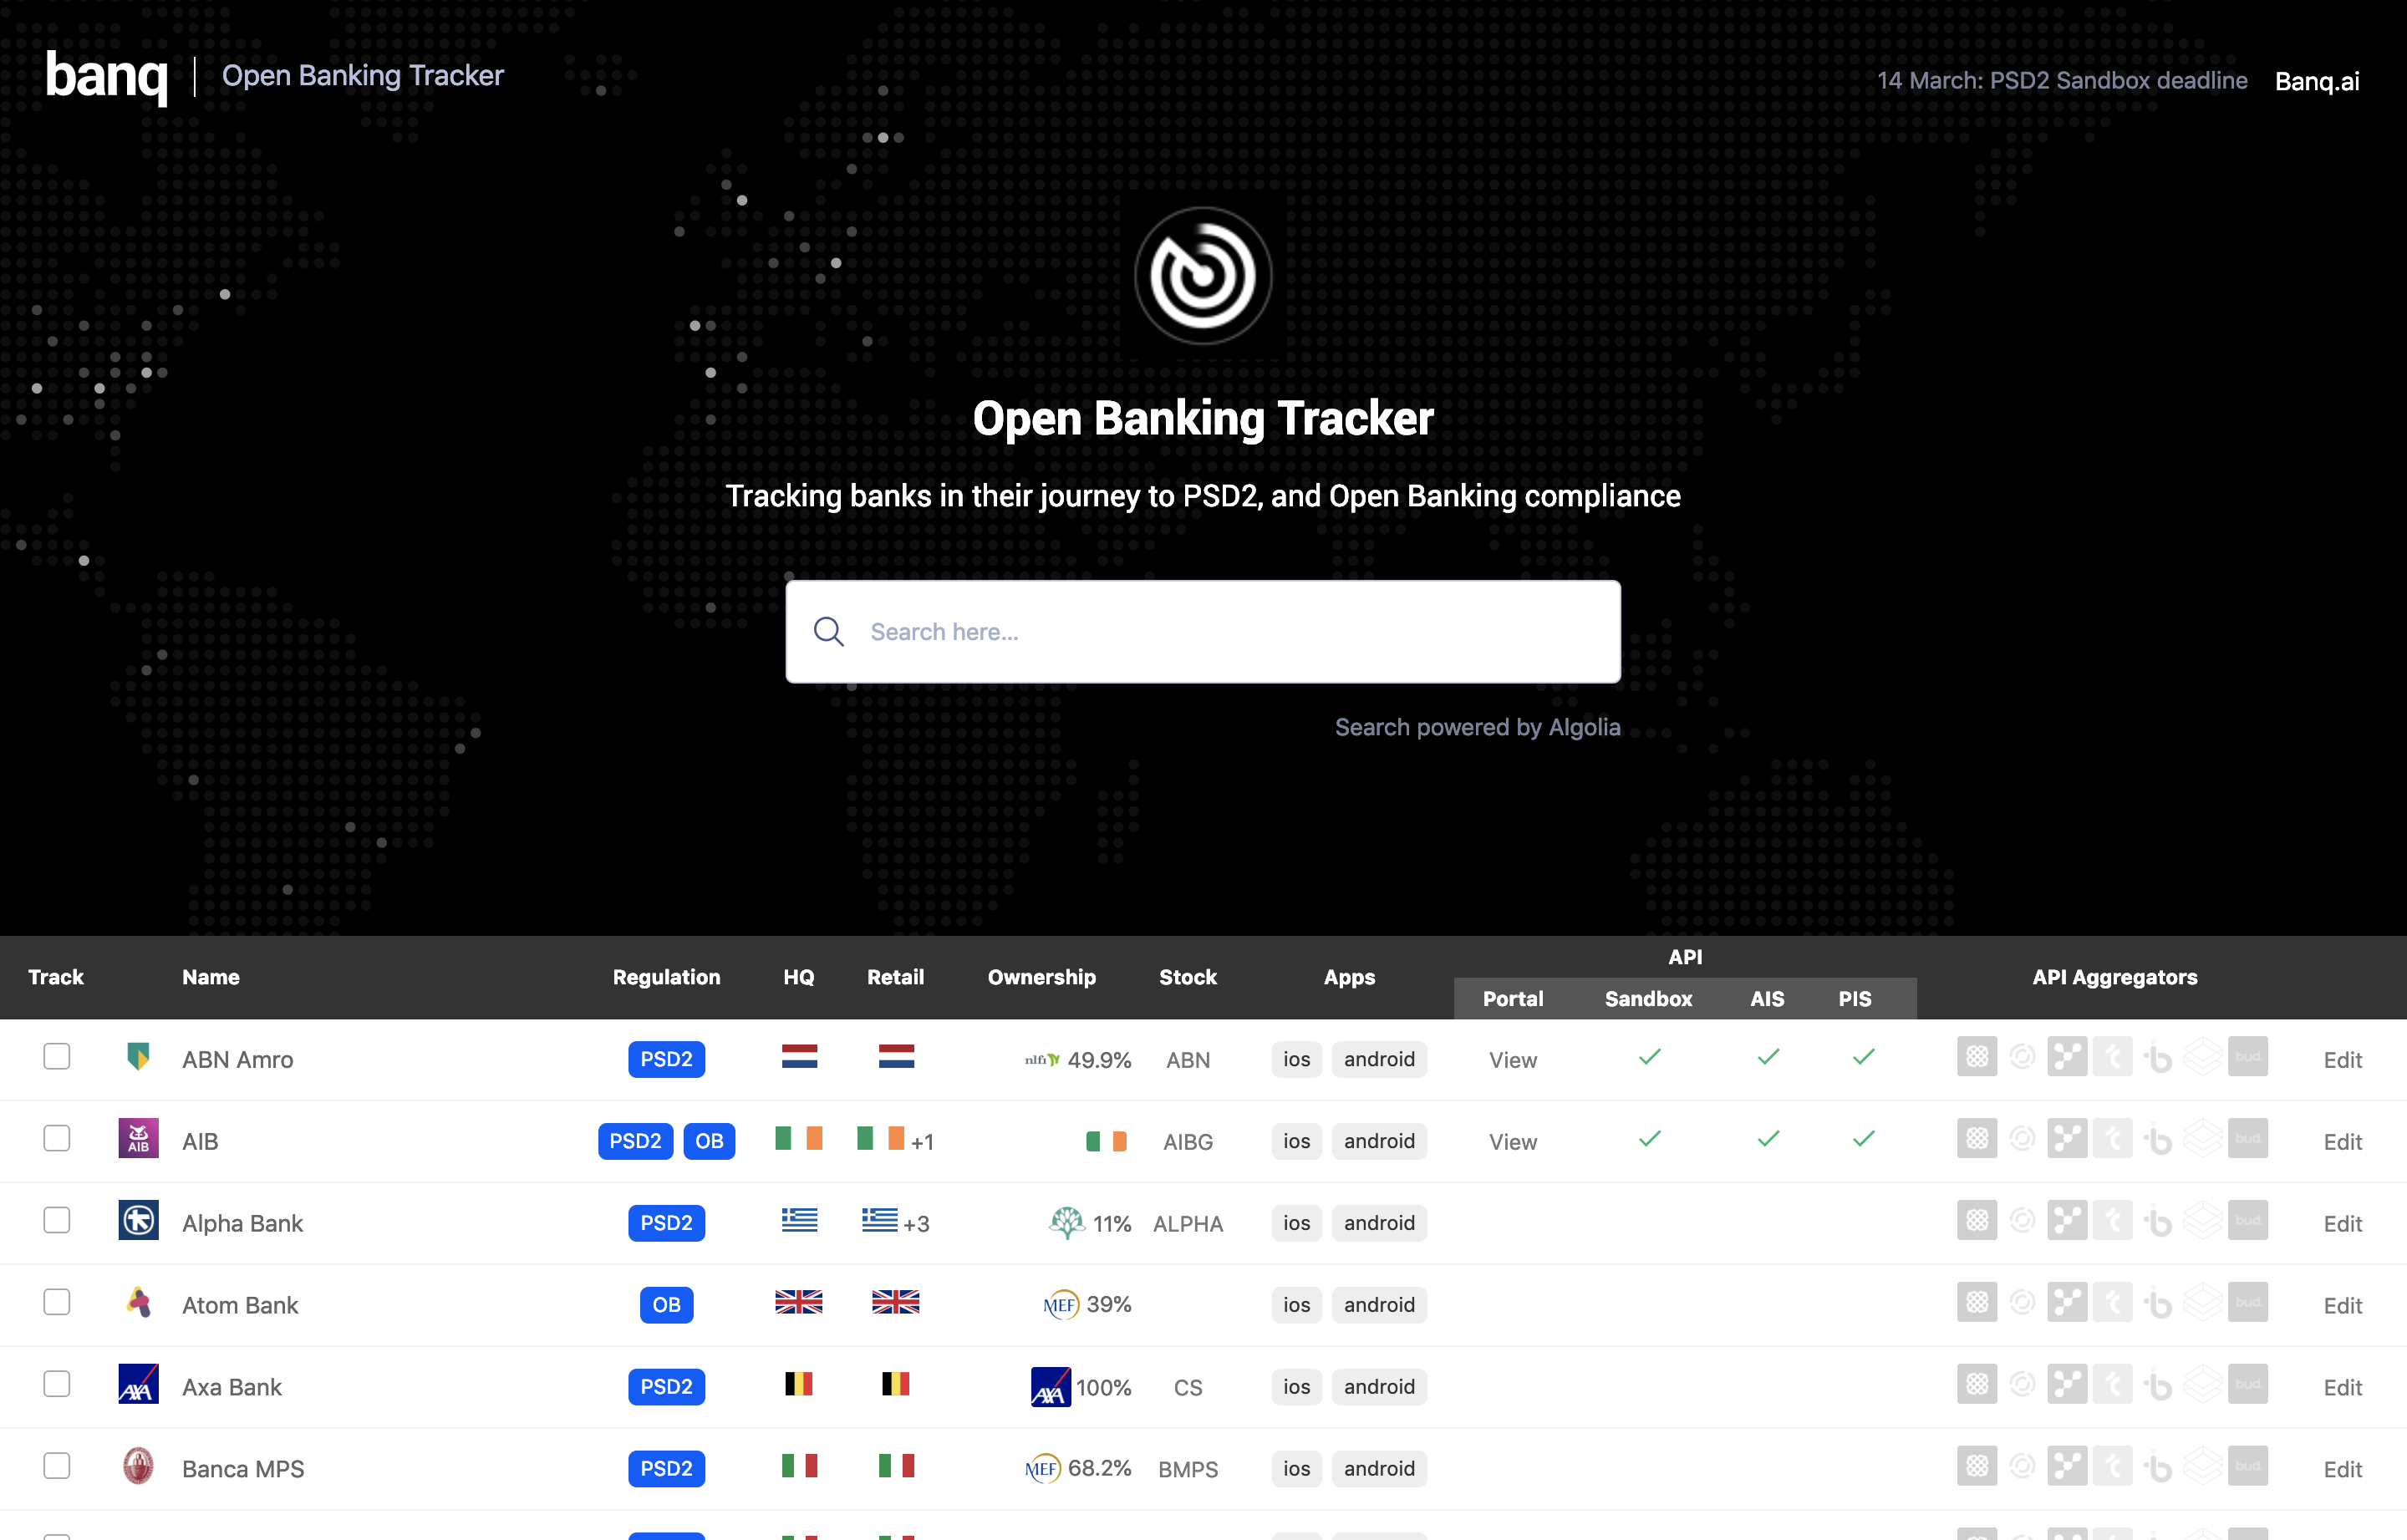 banq | Open Banking Tracker
14 March: PSD2 Sandbox deadline Banq.ai
Open Banking Tracker
Tracking banks in their journey to PSD2, and Open Banking compliance
Search here...
Search powered by Algolia
Track Name Regulation HQ Retail Ownership Stock Apps API API Aggregators
Portal Sandbox AIS PIS
ABN Amro PSD2 nlfi 49.9% ABN ios android View bud Edit
AIB AIB PSD2 OB +1 AIBG ios android View bud Edit
Alpha Bank PSD2 +3 11% ALPHA ios android bud Edit
Atom Bank OB MEF 39% ios android bud Edit
AXA Axa Bank PSD2 AXA 100% CS ios android bud Edit
Banca MPS PSD2 MEF 68.2% BMPS ios android bud Edit